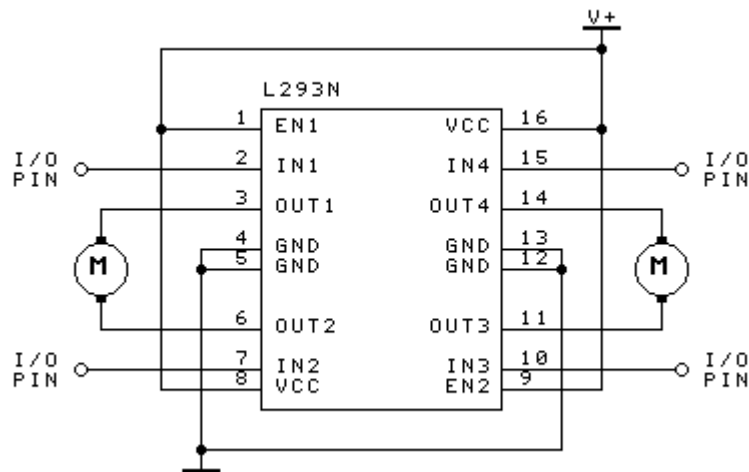 V+
L293N
1 EN1 VCC 16
I/O PIN 2 IN1 IN4 15 I/O PIN
3 OUT1 OUT4 14
4 GND GND 13
M 5 GND GND 12 M
6 OUT2 OUT3 11
I/O PIN 7 IN2 IN3 10 I/O PIN
8 VCC EN2 9